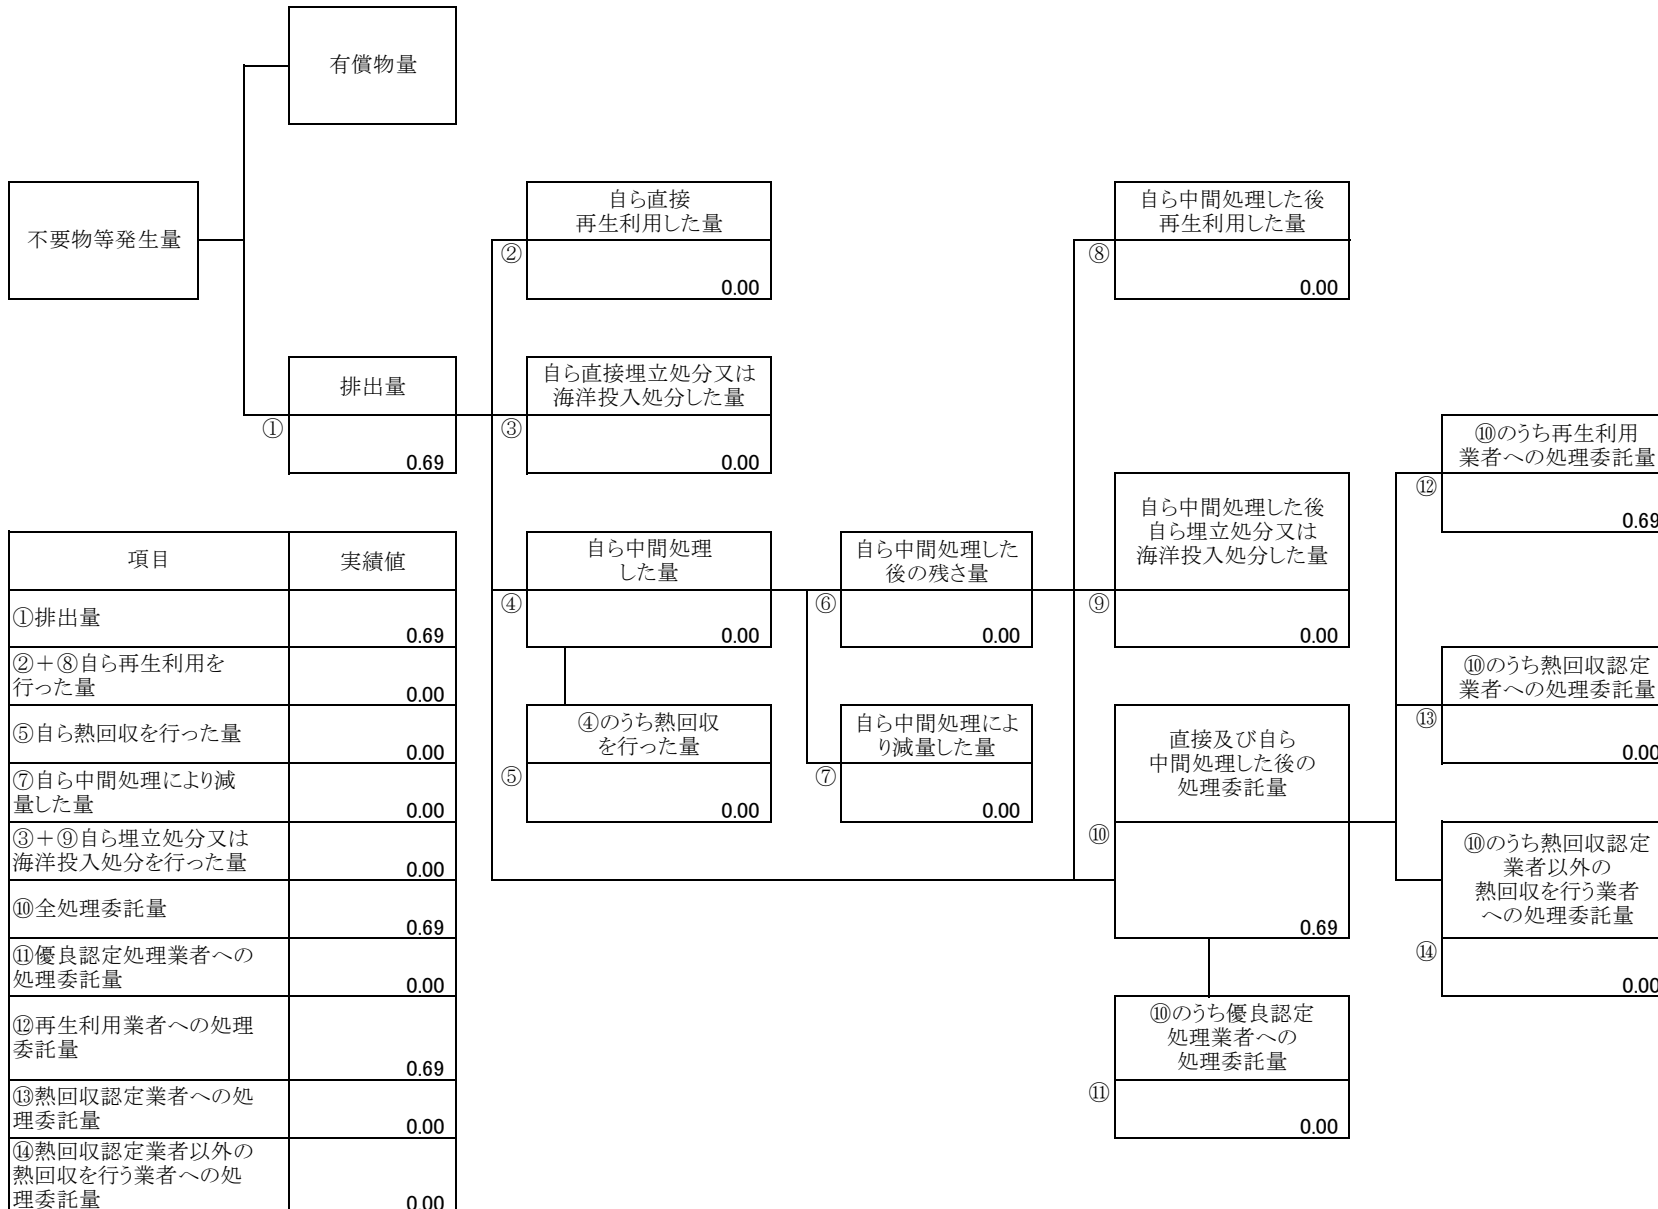 有償物量
不要物等発生量
自ら直接
再生利用した量
②
0.00
自ら中間処理した後
再生利用した量
⑧
0.00
排出量
①
0.69
自ら直接埋立処分又は
海洋投入処分した量
③
0.00
⑩のうち再生利用
業者への処理委託量
⑫
0.69
自ら中間処理
した量
④
0.00
自ら中間処理した
後の残さ量
⑥
0.00
自ら中間処理した後
自ら埋立処分又は
海洋投入処分した量
⑨
0.00
⑩のうち熱回収認定
業者への処理委託量
⑬
0.00
④のうち熱回収
を行った量
⑤
0.00
自ら中間処理によ
り減量した量
⑦
0.00
直接及び自ら
中間処理した後の
処理委託量
⑩
0.69
⑩のうち熱回収認定
業者以外の
熱回収を行う業者
への処理委託量
⑭
0.00
⑩のうち優良認定
処理業者への
処理委託量
⑪
0.00
項目 実績値
①排出量
0.69
②+⑧自ら再生利用を
行った量
0.00
⑤自ら熱回収を行った量
0.00
⑦自ら中間処理により減
量した量
0.00
③+⑨自ら埋立処分又は
海洋投入処分を行った量
0.00
⑩全処理委託量
0.69
⑪優良認定処理業者への
処理委託量
0.00
⑫再生利用業者への処理
委託量
0.69
⑬熱回収認定業者への処
理委託量
0.00
⑭熱回収認定業者以外の
熱回収を行う業者への処
理委託量
0.00